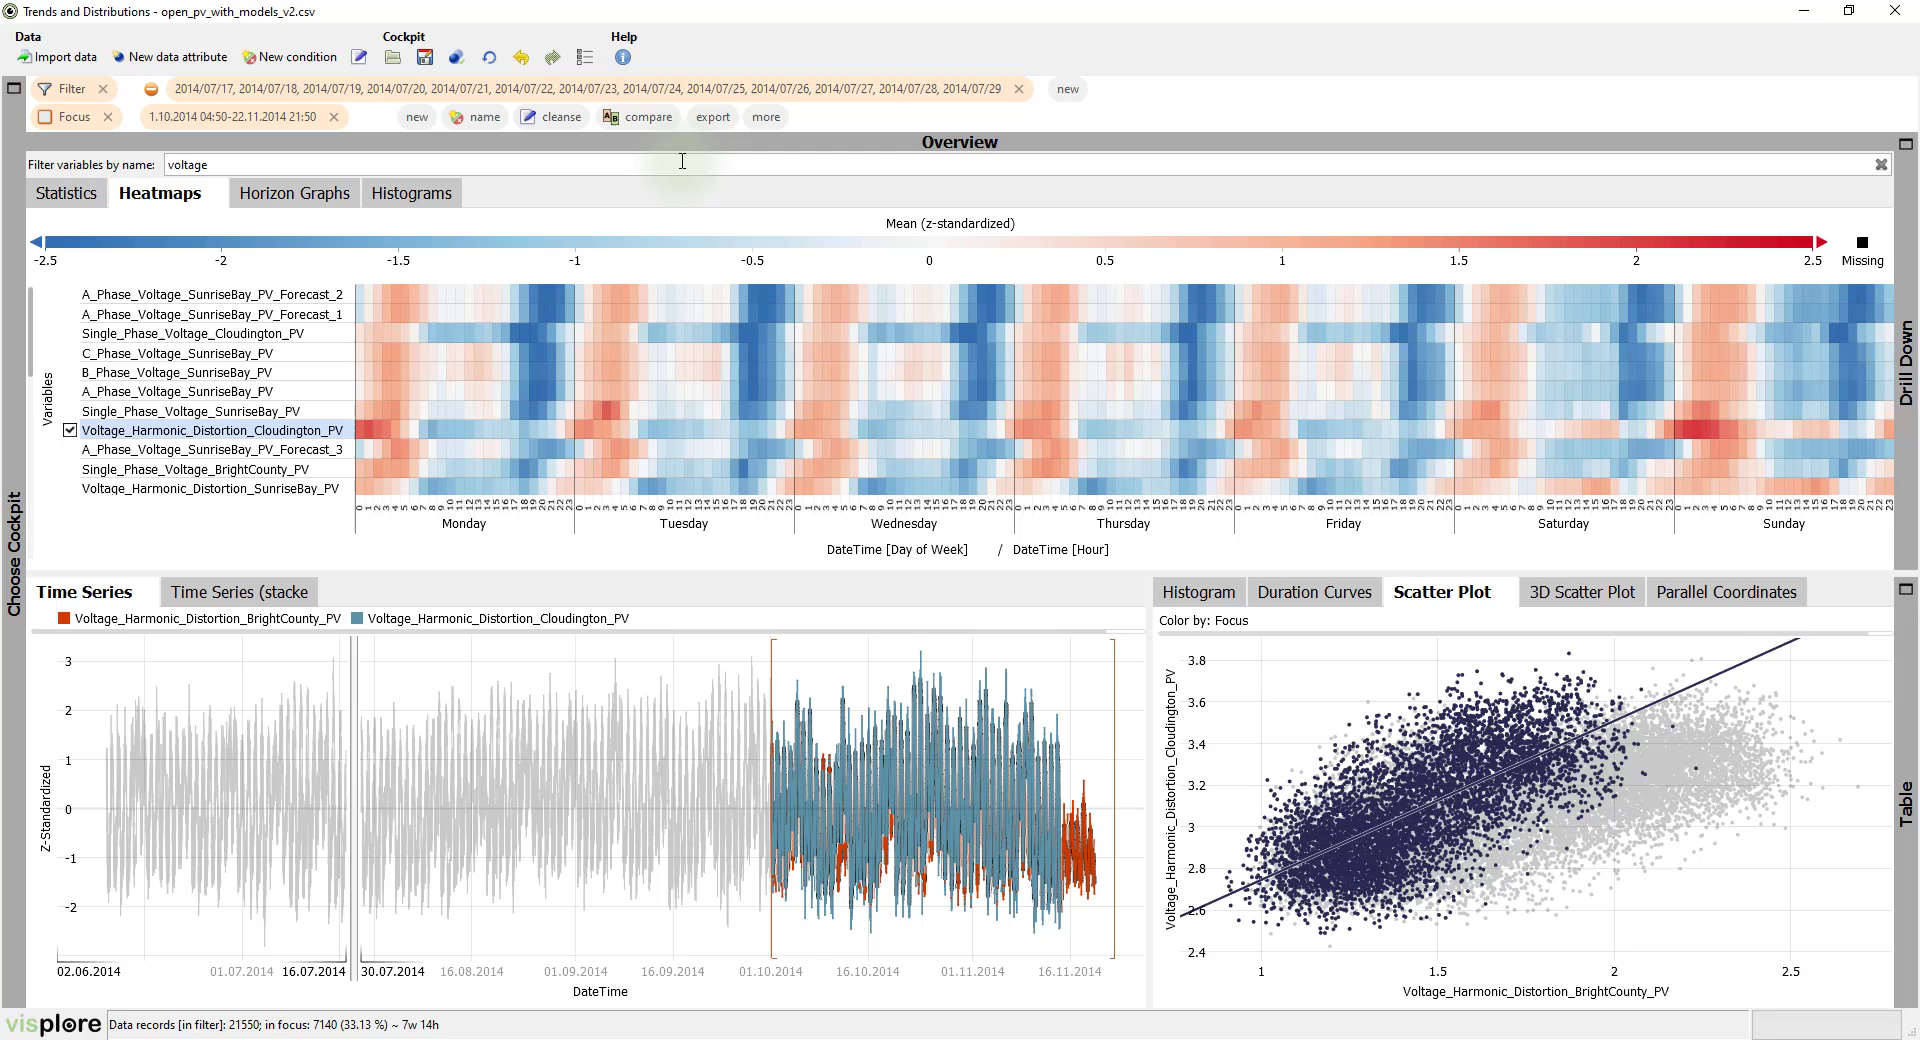 Trends and Distributions - open_pv_with_models_v2.csv
Data Cockpit Help
Import data New data attribute New condition
Filter 2014/07/17, 2014/07/18, 2014/07/19, 2014/07/20, 2014/07/21, 2014/07/22, 2014/07/23, 2014/07/24, 2014/07/25, 2014/07/26, 2014/07/27, 2014/07/28, 2014/07/29 new
Focus 1.10.2014 04:50-22.11.2014 21:50 new name cleanse compare export more
Overview
Filter variables by name: voltage
Statistics Heatmaps Horizon Graphs Histograms
Mean (z-standardized)
-2.5 -2 -1.5 -1 -0.5 0 0.5 1 1.5 2 2.5 Missing
Variables
A_Phase_Voltage_SunriseBay_PV_Forecast_2
A_Phase_Voltage_SunriseBay_PV_Forecast_1
Single_Phase_Voltage_Cloudington_PV
C_Phase_Voltage_SunriseBay_PV
B_Phase_Voltage_SunriseBay_PV
A_Phase_Voltage_SunriseBay_PV
Single_Phase_Voltage_SunriseBay_PV
Voltage_Harmonic_Distortion_Cloudington_PV
A_Phase_Voltage_SunriseBay_PV_Forecast_3
Single_Phase_Voltage_BrightCounty_PV
Voltage_Harmonic_Distortion_SunriseBay_PV
Monday Tuesday Wednesday Thursday Friday Saturday Sunday
DateTime [Day of Week] / DateTime [Hour]
Choose Cockpit
Drill Down
Time Series Time Series (stacke
Voltage_Harmonic_Distortion_BrightCounty_PV Voltage_Harmonic_Distortion_Cloudington_PV
Z-Standardized
3
2
1
0
-1
-2
02.06.2014 01.07.2014 16.07.2014 30.07.2014 16.08.2014 01.09.2014 16.09.2014 01.10.2014 16.10.2014 01.11.2014 16.11.2014
DateTime
Histogram Duration Curves Scatter Plot 3D Scatter Plot Parallel Coordinates
Color by: Focus
Voltage_Harmonic_Distortion_Cloudington_PV
3.8
3.6
3.4
3.2
3
2.8
2.6
2.4
1 1.5 2 2.5
Voltage_Harmonic_Distortion_BrightCounty_PV
Table
visplore Data records [in filter]: 21550; in focus: 7140 (33.13 %) ~ 7w 14h